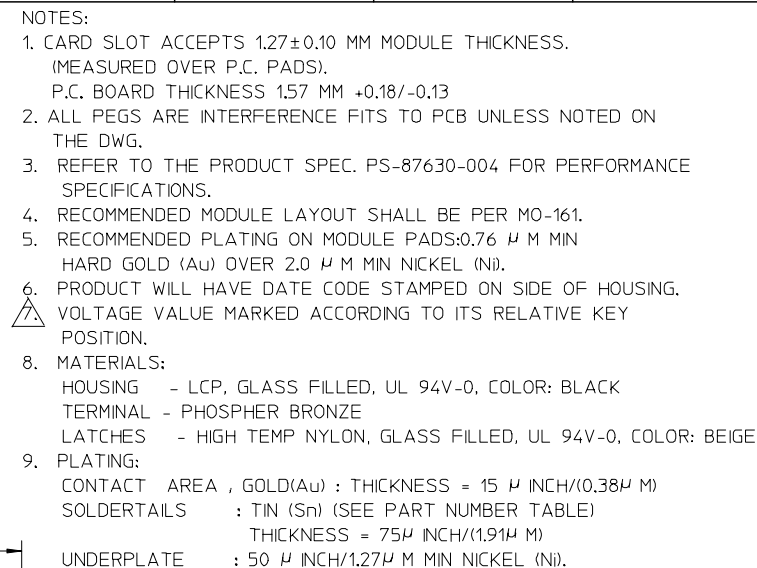 NOTES:
1. CARD SLOT ACCEPTS 1.27±0.10 MM MODULE THICKNESS.
(MEASURED OVER P.C. PADS).
P.C. BOARD THICKNESS 1.57 MM +0.18/-0.13
2. ALL PEGS ARE INTERFERENCE FITS TO PCB UNLESS NOTED ON
THE DWG.
3. REFER TO THE PRODUCT SPEC. PS-87630-004 FOR PERFORMANCE
SPECIFICATIONS.
4. RECOMMENDED MODULE LAYOUT SHALL BE PER MO-161.
5. RECOMMENDED PLATING ON MODULE PADS:0.76 μ M MIN
HARD GOLD (Au) OVER 2.0 μ M MIN NICKEL (Ni).
6. PRODUCT WILL HAVE DATE CODE STAMPED ON SIDE OF HOUSING.
7. VOLTAGE VALUE MARKED ACCORDING TO ITS RELATIVE KEY
POSITION.
8. MATERIALS:
HOUSING - LCP, GLASS FILLED, UL 94V-0, COLOR: BLACK
TERMINAL - PHOSPHER BRONZE
LATCHES - HIGH TEMP NYLON, GLASS FILLED, UL 94V-0, COLOR: BEIGE
9. PLATING:
CONTACT AREA , GOLD(Au) : THICKNESS = 15 μ INCH/(0.38μ M)
SOLDERTAILS : TIN (Sn) (SEE PART NUMBER TABLE)
THICKNESS = 75μ INCH/(1.91μ M)
UNDERPLATE : 50 μ INCH/1.27μ M MIN NICKEL (Ni).